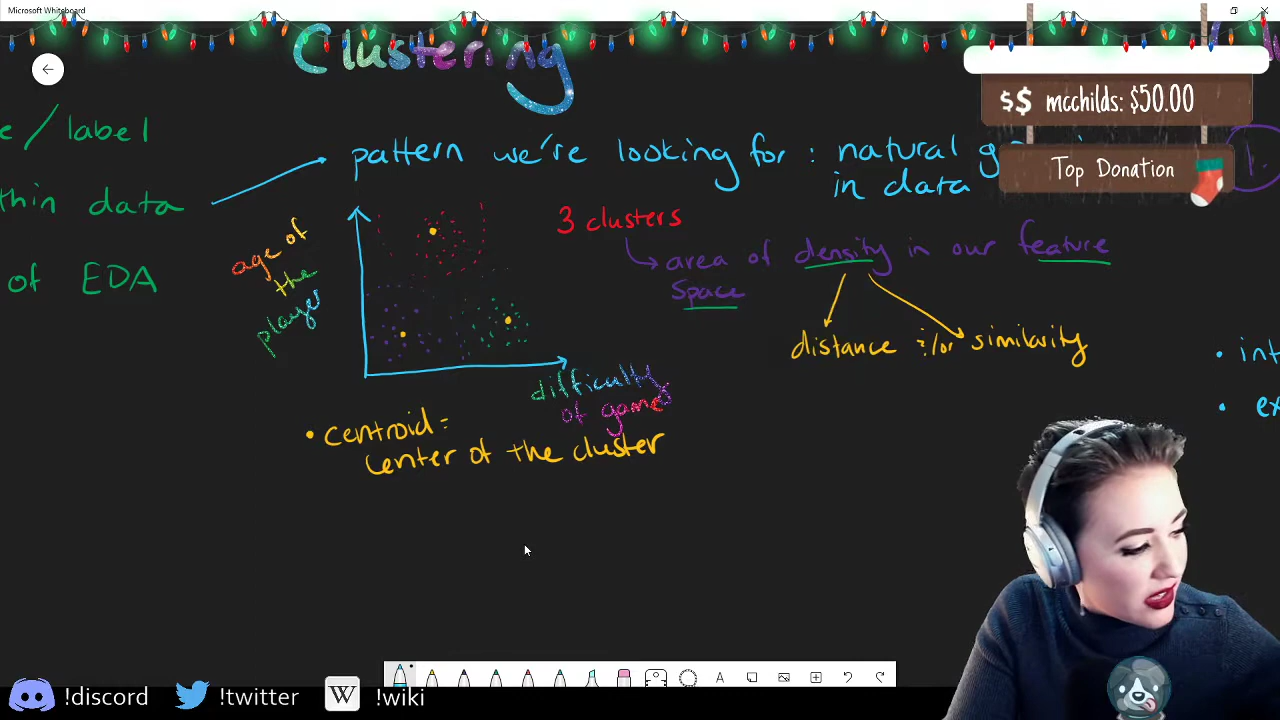 Microsoft Whiteboard
Clustering
$$ mcchilds: $50.00
Top Donation
e/label
pattern we're looking for: natural
in data
1.
thin data
of EDA
age of
the
player
3 clusters
area of density in our feature
space
distance &/or similarity
difficulty
of game
• centroid =
center of the cluster
• int
• ex
!discord
!twitter
W !wiki